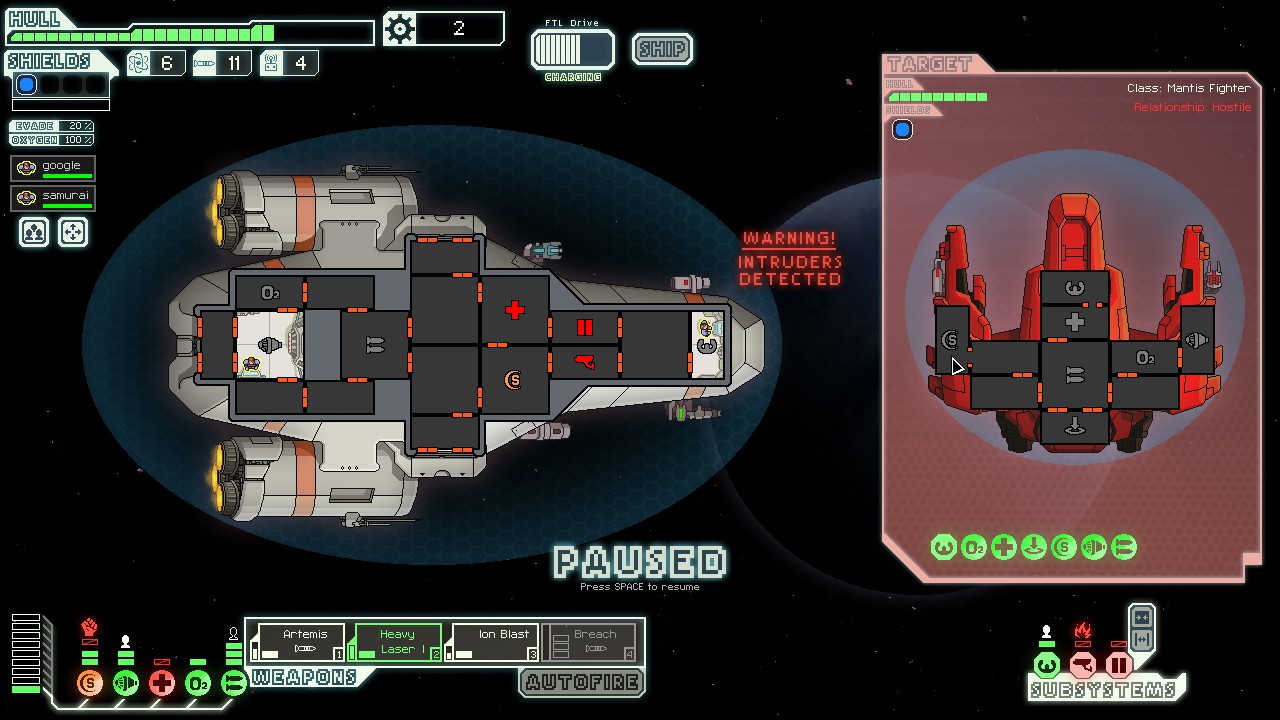 HULL
2
FTL Drive
SHIP
CHARGING
SHIELDS
6
11
4
EVADE 20 %
OXYGEN 100 %
google
samurai
O2
S
WARNING!
INTRUDERS
DETECTED
TARGET
HULL
Class: Mantis Fighter
Relationship: Hostile
SHIELDS
S
O2
O2
S
PAUSED
Press SPACE to resume
Artemis
1
Heavy
Laser I
2
Ion Blast
3
Breach
4
S
O2
WEAPONS
AUTOFIRE
SUBSYSTEMS